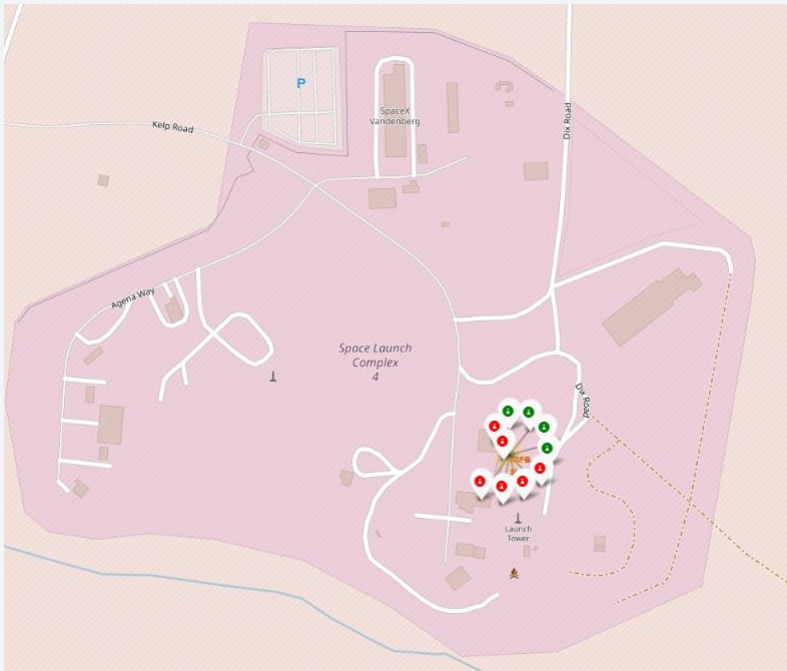 P
SpaceX
Vandenberg
Kelp Road
Dix Road
Agena Way
Space Launch
Complex
4
Dix Road
Launch
Tower